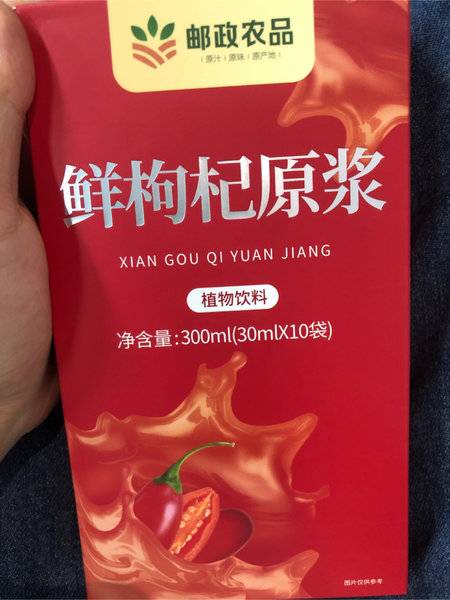 邮政农品
（原汁 | 原味 | 原产地）
鲜枸杞原浆
XIAN GOU QI YUAN JIANG
植物饮料
净含量:300ml(30mlX10袋)
图片仅供参考